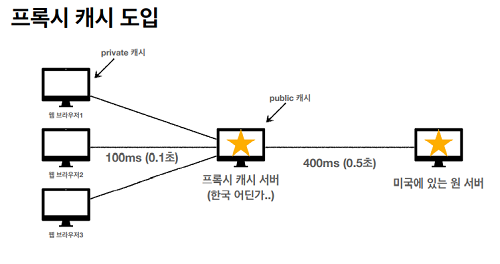 프록시 캐시 도입
private 캐시
웹 브라우저1
public 캐시
100ms (0.1초)
웹 브라우저2
400ms (0.5초)
프록시 캐시 서버
(한국 어딘가..)
미국에 있는 원 서버
웹 브라우저3